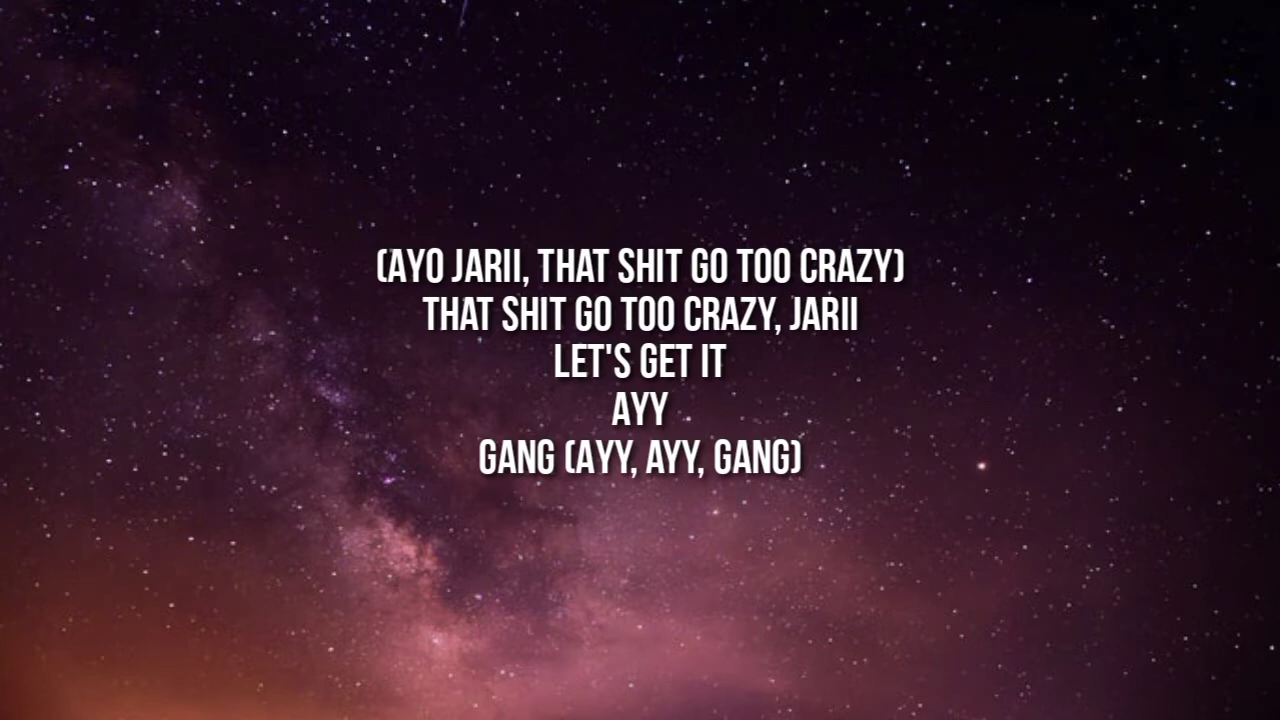 (AYO JARII, THAT SHIT GO TOO CRAZY)
THAT SHIT GO TOO CRAZY, JARII
LET'S GET IT
AYY
GANG (AYY, AYY, GANG)